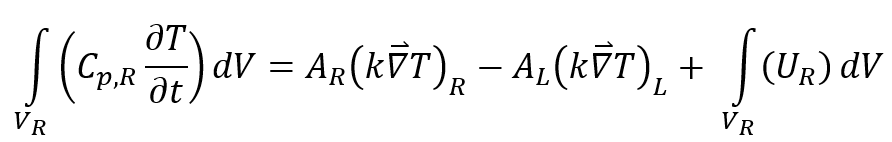 ∫_{V_R} (C_{p,R} ∂T/∂t) dV = A_R(k∇⃗T)_R − A_L(k∇⃗T)_L + ∫_{V_R} (U_R) dV